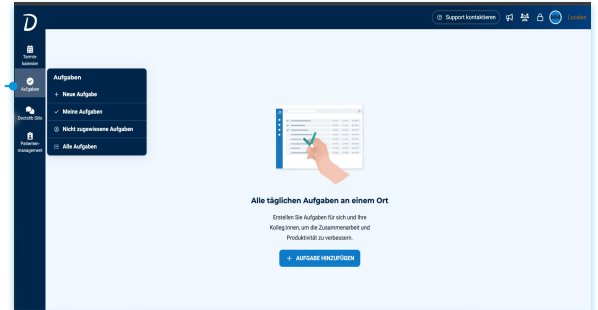 D
Support kontaktieren
Locales
Termin-
kalender
Aufgaben
Doctolib Siilo
Patienten-
management
Aufgaben
+ Neue Aufgabe
Meine Aufgaben
Nicht zugewiesene Aufgaben
Alle Aufgaben
Alle täglichen Aufgaben an einem Ort
Erstellen Sie Aufgaben für sich und Ihre
Kolleg:innen, um die Zusammenarbeit und
Produktivität zu verbessern.
+ AUFGABE HINZUFÜGEN